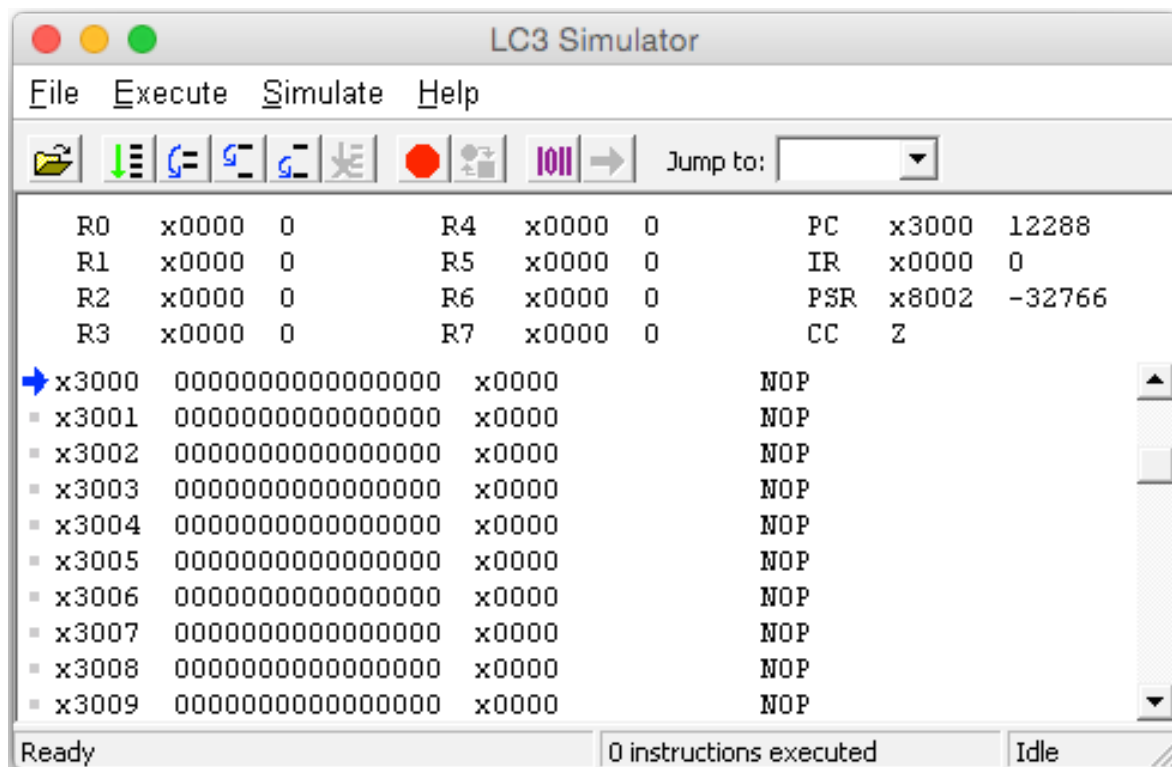 LC3 Simulator
File Execute Simulate Help
Jump to:
R0 x0000 0 R4 x0000 0 PC x3000 12288
R1 x0000 0 R5 x0000 0 IR x0000 0
R2 x0000 0 R6 x0000 0 PSR x8002 -32766
R3 x0000 0 R7 x0000 0 CC Z
x3000 0000000000000000 x0000 NOP
x3001 0000000000000000 x0000 NOP
x3002 0000000000000000 x0000 NOP
x3003 0000000000000000 x0000 NOP
x3004 0000000000000000 x0000 NOP
x3005 0000000000000000 x0000 NOP
x3006 0000000000000000 x0000 NOP
x3007 0000000000000000 x0000 NOP
x3008 0000000000000000 x0000 NOP
x3009 0000000000000000 x0000 NOP
Ready 0 instructions executed Idle